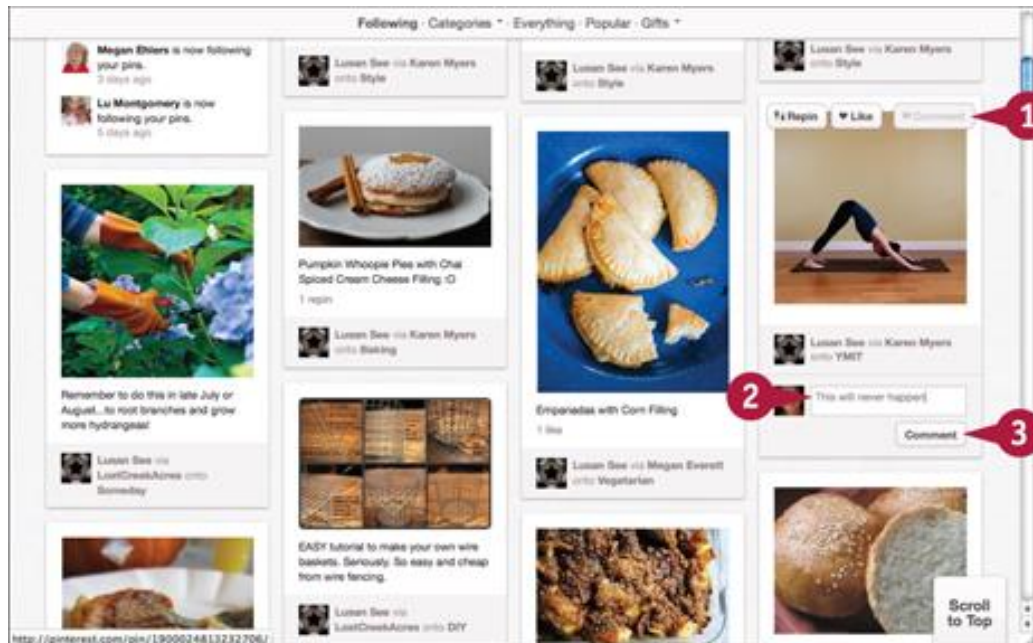 Following · Categories · Everything · Popular · Gifts
Megan Ehlers is now following
your pins.
3 days ago
Lu Montgomery is now
following your pins.
5 days ago
Remember to do this in late July or
August...to root branches and grow
more hydrangeas!
Lusan See via
LostCreekAcres onto
Someday
Lusan See via Karen Myers
onto Style
Pumpkin Whoopie Pies with Chai
Spiced Cream Cheese Filling :O
1 repin
Lusan See via Karen Myers
onto Baking
EASY tutorial to make your own wire
baskets. Seriously. So easy and cheap
from wire fencing.
Lusan See via
LostCreekAcres onto DIY
Lusan See via Karen Myers
onto Style
Empanadas with Corn Filling
1 like
Lusan See via Megan Everett
onto Vegetarian
Lusan See via Karen Myers
onto Style
Repin
Like
Comment
1
Lusan See via Karen Myers
onto YMIT
2
This will never happen
Comment
3
Scroll
to Top
http://pinterest.com/pin/1900024813232706/